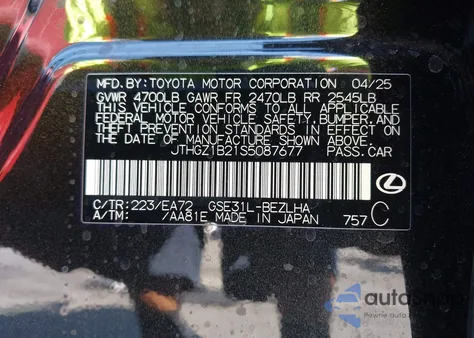 MFD.BY:TOYOTA MOTOR CORPORATION 04/25
GVWR 4700LB GAWR FR 2470LB RR 2545LB
THIS VEHICLE CONFORMS TO ALL APPLICABLE
FEDERAL MOTOR VEHICLE SAFETY, BUMPER, AND
THEFT PREVENTION STANDARDS IN EFFECT ON
THE DATE OF MANUFACTURE SHOWN ABOVE.
JTHGZ1B21S5087677 PASS.CAR
C/TR:223/EA72 GSE31L-BEZLHA
A/TM: /AA81E MADE IN JAPAN 757 C